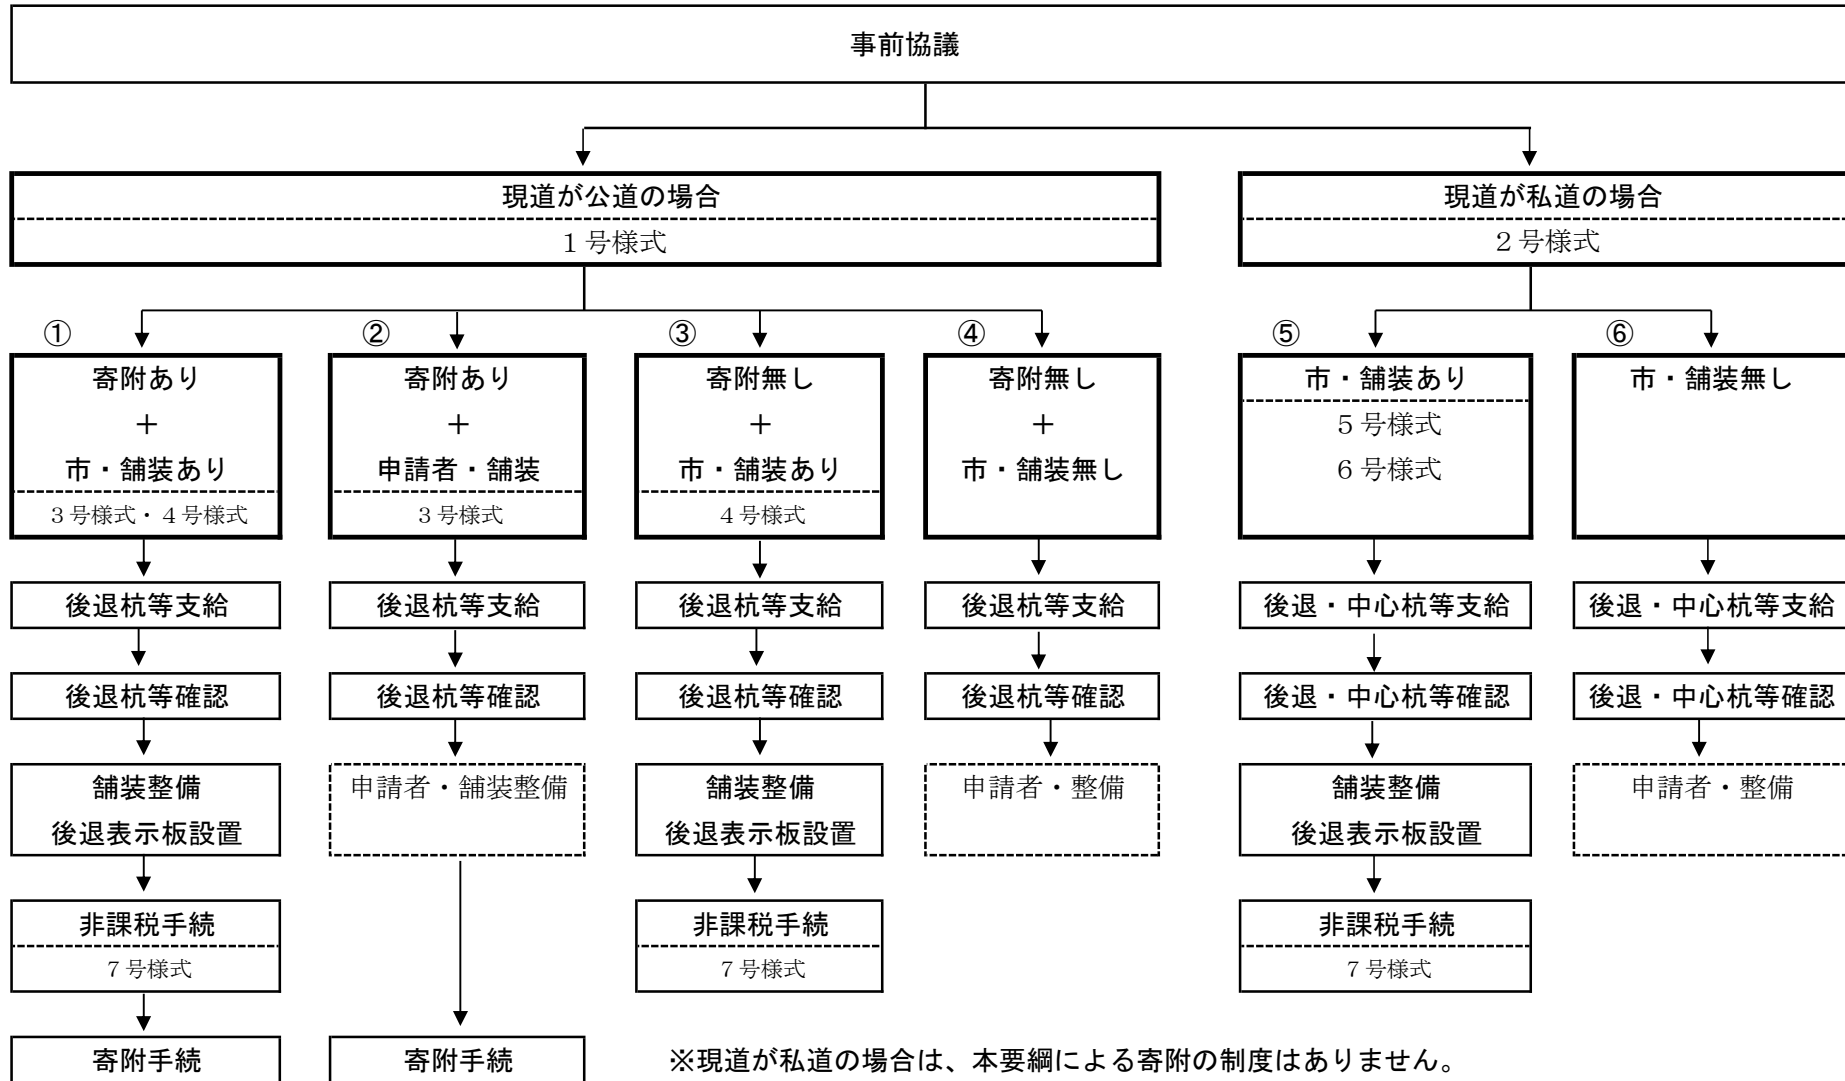 事前協議
現道が公道の場合
１号様式
現道が私道の場合
２号様式
①
寄附あり
＋
市・舗装あり
３号様式・４号様式
②
寄附あり
＋
申請者・舗装
３号様式
③
寄附無し
＋
市・舗装あり
４号様式
④
寄附無し
＋
市・舗装無し
⑤
市・舗装あり
５号様式
６号様式
⑥
市・舗装無し
後退杭等支給
後退杭等支給
後退杭等支給
後退杭等支給
後退・中心杭等支給
後退・中心杭等支給
後退杭等確認
後退杭等確認
後退杭等確認
後退杭等確認
後退・中心杭等確認
後退・中心杭等確認
舗装整備
後退表示板設置
申請者・舗装整備
舗装整備
後退表示板設置
申請者・整備
舗装整備
後退表示板設置
申請者・整備
非課税手続
７号様式
非課税手続
７号様式
非課税手続
７号様式
寄附手続
寄附手続
※現道が私道の場合は、本要綱による寄附の制度はありません。